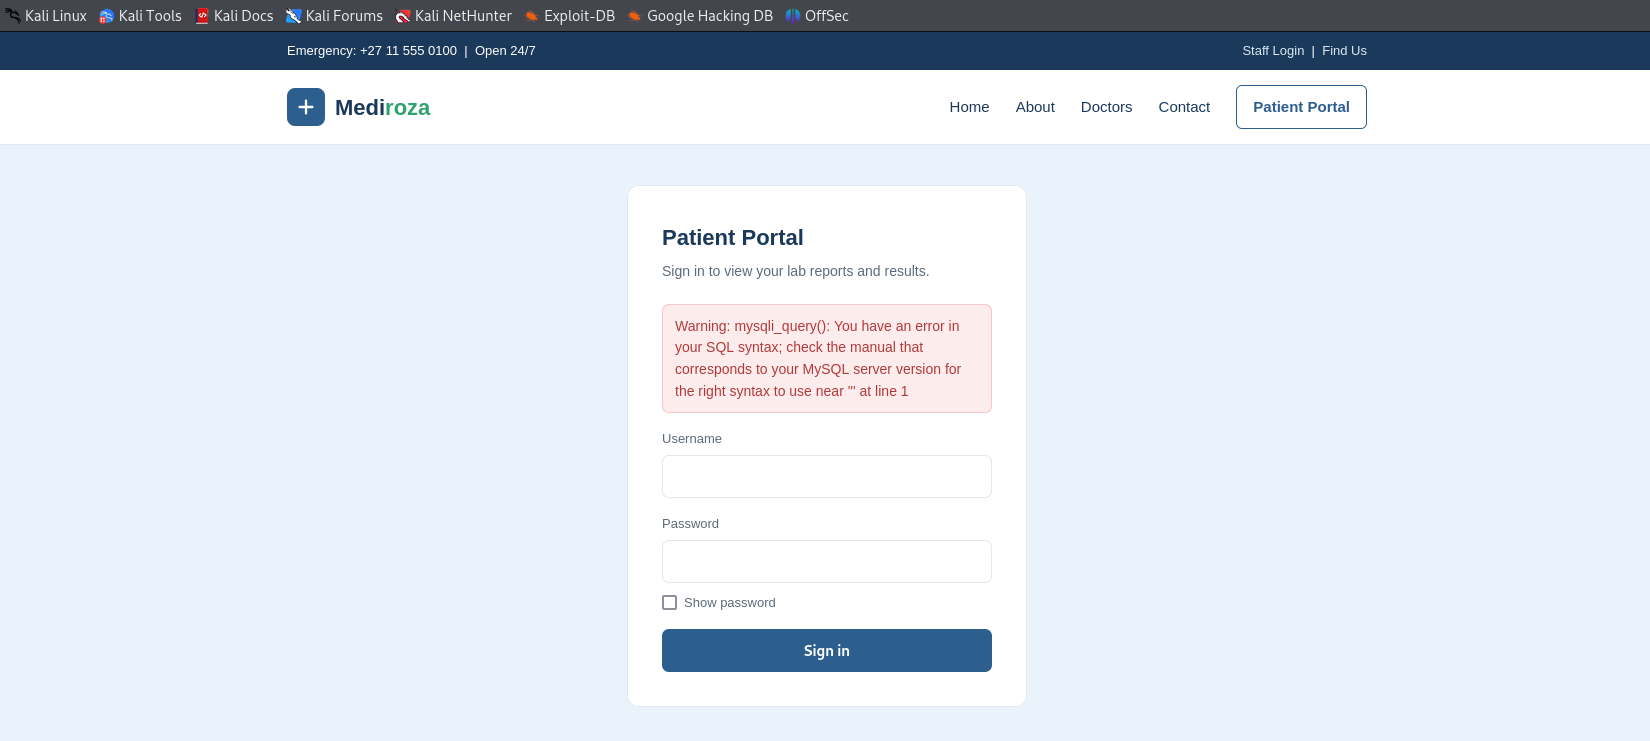 Kali Linux Kali Tools Kali Docs Kali Forums Kali NetHunter Exploit-DB Google Hacking DB OffSec
Emergency: +27 11 555 0100 | Open 24/7 Staff Login | Find Us
Mediroza Home About Doctors Contact Patient Portal
Patient Portal
Sign in to view your lab reports and results.
Warning: mysqli_query(): You have an error in
your SQL syntax; check the manual that
corresponds to your MySQL server version for
the right syntax to use near ''' at line 1
Username
Password
Show password
Sign in